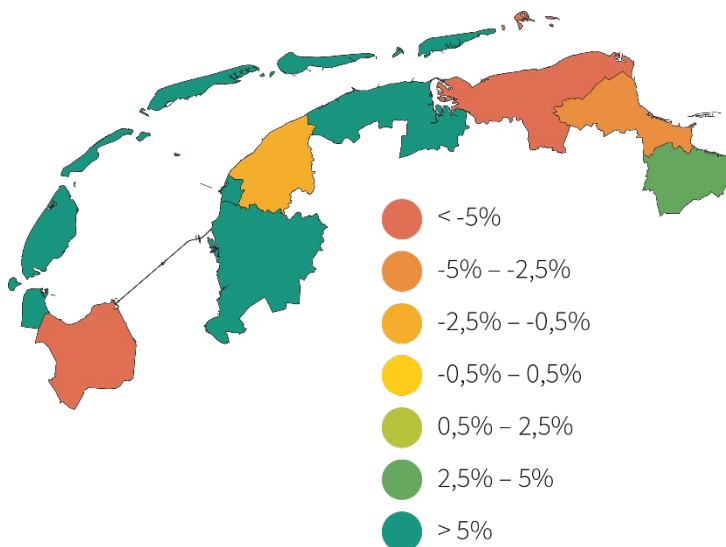 < -5%
-5% – -2,5%
-2,5% – -0,5%
-0,5% – 0,5%
0,5% – 2,5%
2,5% – 5%
> 5%